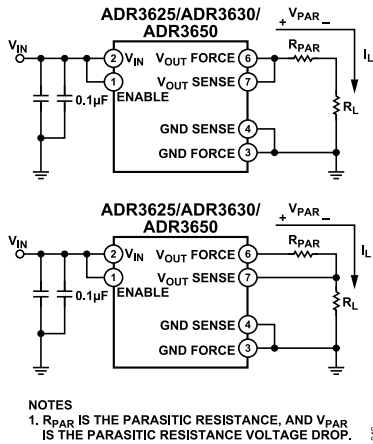 ADR3625/ADR3630/
ADR3650
+ VPAR –
VIN
2 VIN VOUT FORCE 6
RPAR
IL
1 VOUT SENSE 7
0.1µF ENABLE
RL
GND SENSE 4
GND FORCE 3
ADR3625/ADR3630/
ADR3650
+ VPAR –
VIN
2 VIN VOUT FORCE 6
RPAR
IL
1 VOUT SENSE 7
0.1µF ENABLE
RL
GND SENSE 4
GND FORCE 3
NOTES
1. RPAR IS THE PARASITIC RESISTANCE, AND VPAR
IS THE PARASITIC RESISTANCE VOLTAGE DROP.